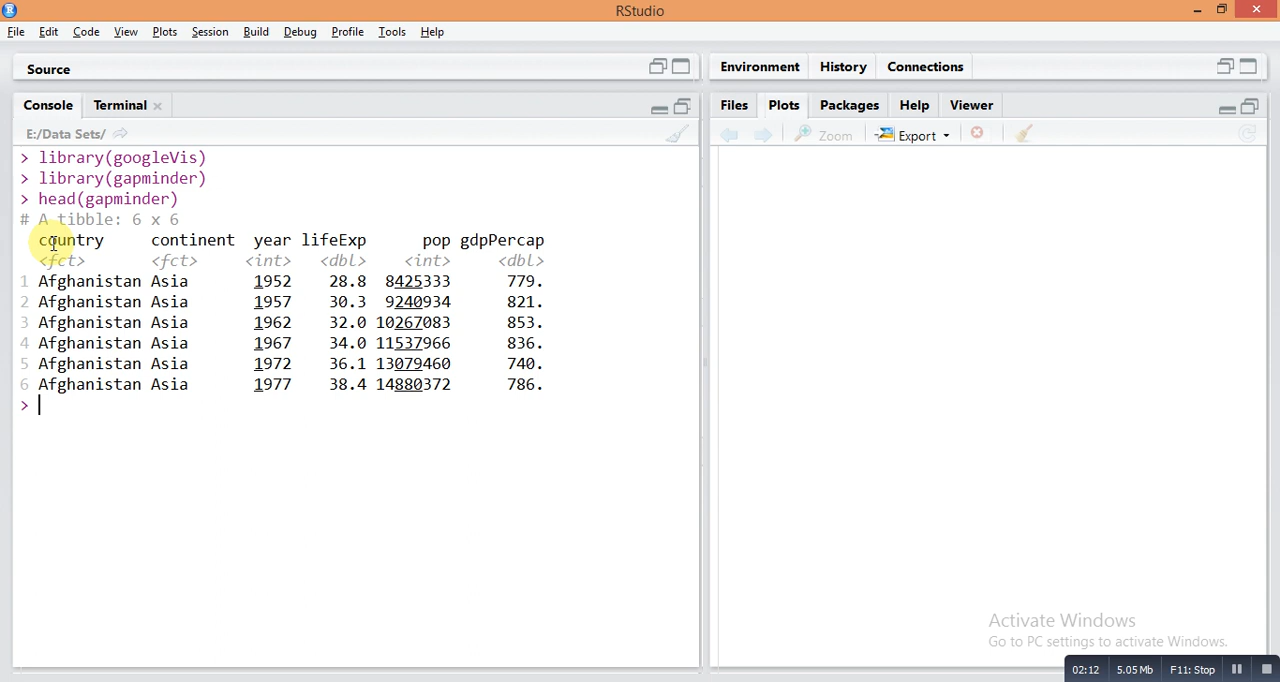 RStudio
File Edit Code View Plots Session Build Debug Profile Tools Help
Source
Environment History Connections
Console Terminal
Files Plots Packages Help Viewer
E:/Data Sets/
Zoom Export
> library(googleVis)
> library(gapminder)
> head(gapminder)
# A tibble: 6 x 6
country continent year lifeExp pop gdpPercap
<fct> <fct> <int> <dbl> <int> <dbl>
1 Afghanistan Asia 1952 28.8 8425333 779.
2 Afghanistan Asia 1957 30.3 9240934 821.
3 Afghanistan Asia 1962 32.0 10267083 853.
4 Afghanistan Asia 1967 34.0 11537966 836.
5 Afghanistan Asia 1972 36.1 13079460 740.
6 Afghanistan Asia 1977 38.4 14880372 786.
>
Activate Windows
Go to PC settings to activate Windows.
02:12 5.05 Mb F11: Stop